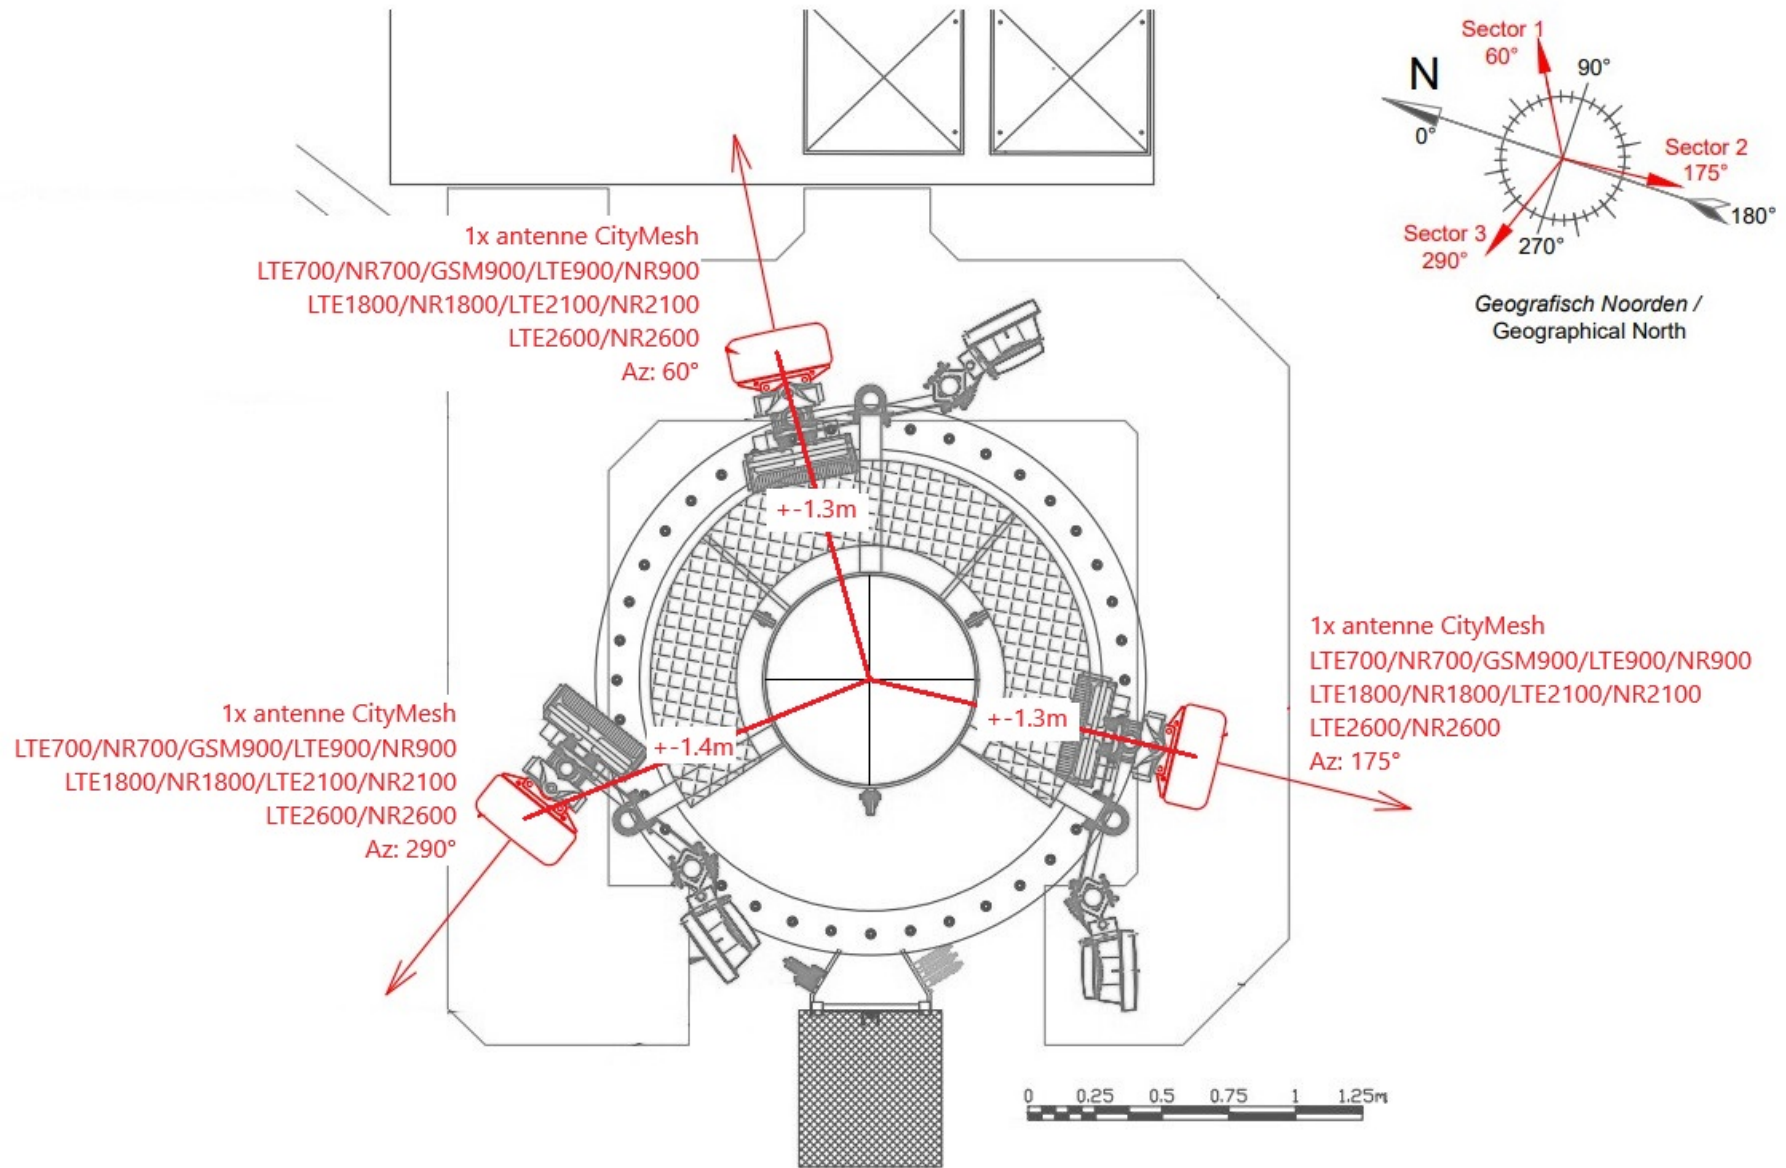 Sector 1
60°
90°
N
0°
Sector 2
175°
180°
Sector 3
290°
270°
Geografisch Noorden /
Geographical North
1x antenne CityMesh
LTE700/NR700/GSM900/LTE900/NR900
LTE1800/NR1800/LTE2100/NR2100
LTE2600/NR2600
Az: 60°
+-1.3m
1x antenne CityMesh
LTE700/NR700/GSM900/LTE900/NR900
LTE1800/NR1800/LTE2100/NR2100
LTE2600/NR2600
Az: 175°
+-1.3m
1x antenne CityMesh
LTE700/NR700/GSM900/LTE900/NR900
LTE1800/NR1800/LTE2100/NR2100
LTE2600/NR2600
Az: 290°
+-1.4m
0 0.25 0.5 0.75 1 1.25m